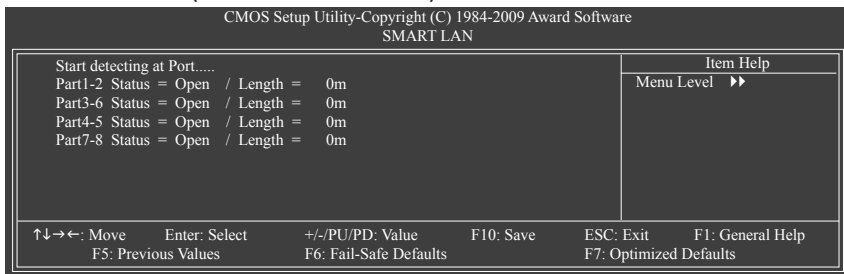 CMOS Setup Utility-Copyright (C) 1984-2009 Award Software
SMART LAN
Start detecting at Port.....
Part1-2 Status = Open / Length = 0m
Part3-6 Status = Open / Length = 0m
Part4-5 Status = Open / Length = 0m
Part7-8 Status = Open / Length = 0m
Item Help
Menu Level ▶▶
↑↓→←: Move Enter: Select +/-/PU/PD: Value F10: Save ESC: Exit F1: General Help
F5: Previous Values F6: Fail-Safe Defaults F7: Optimized Defaults